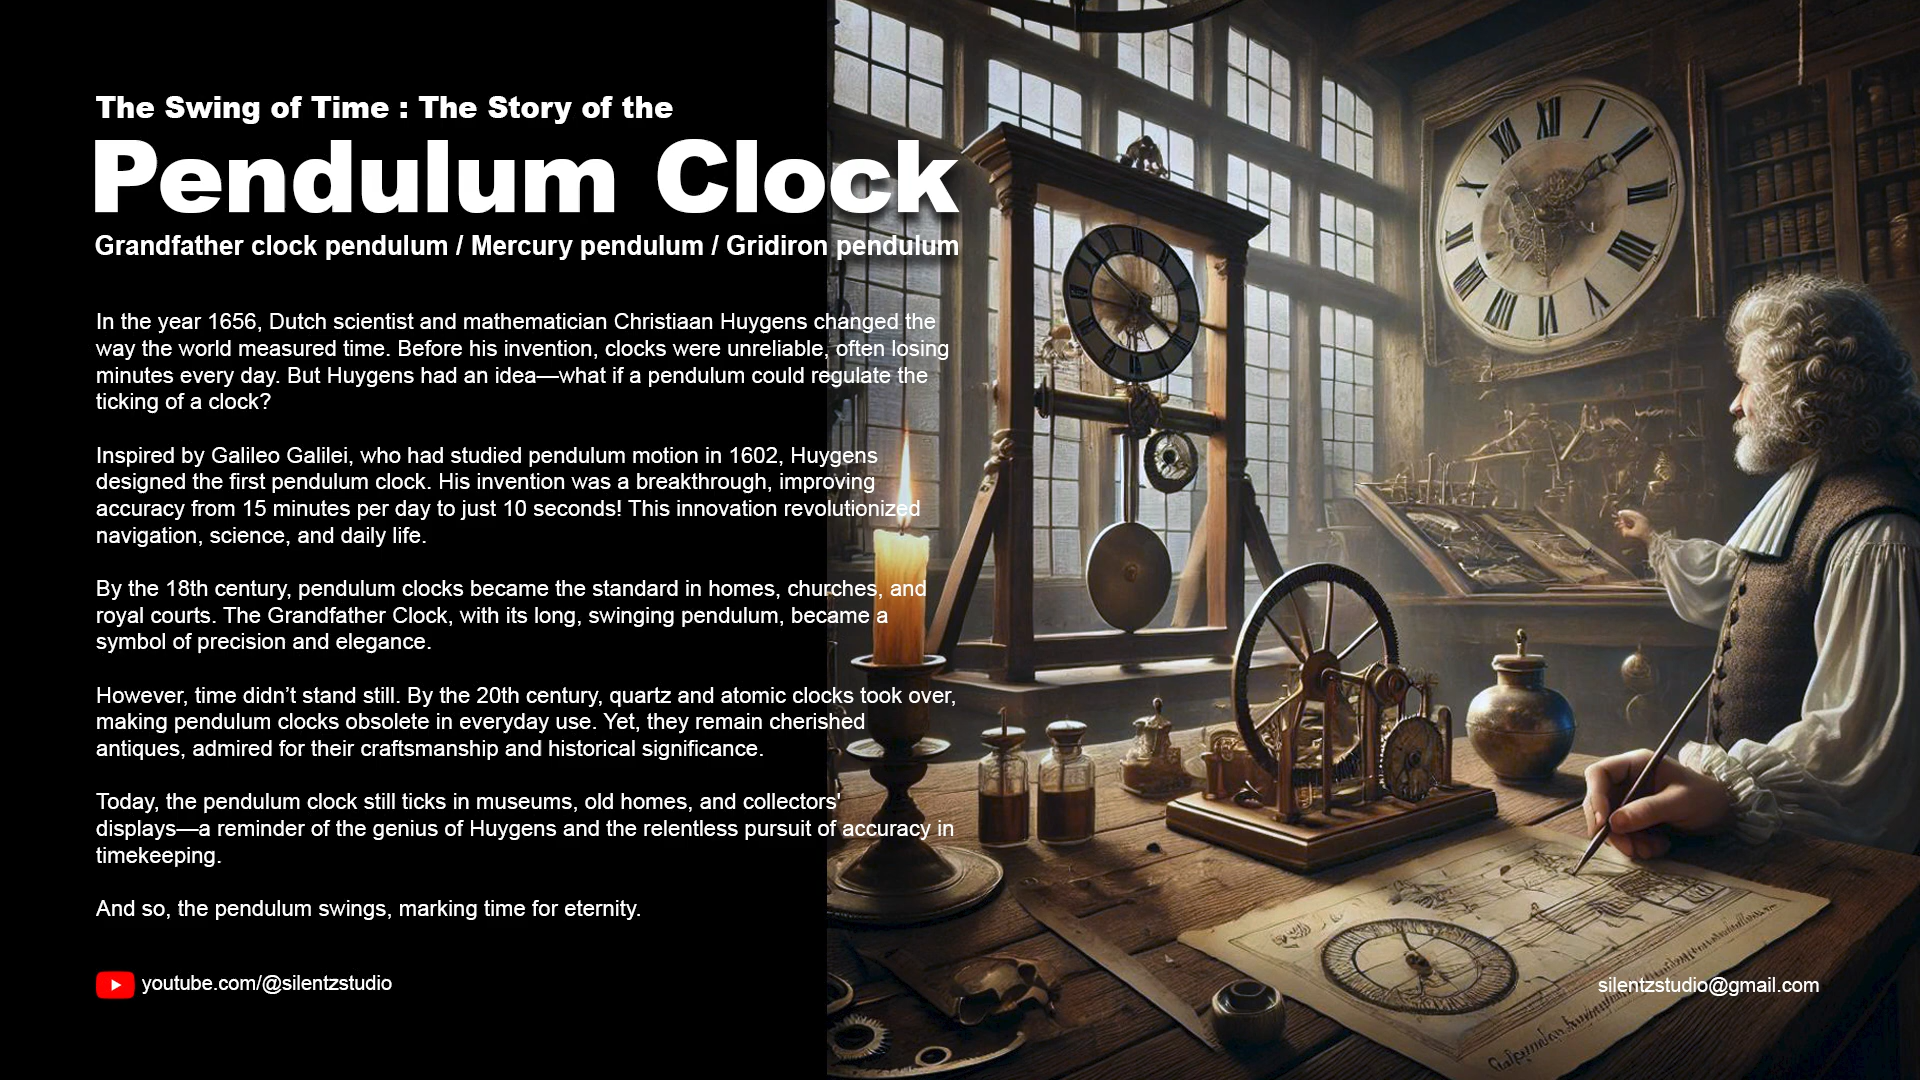 The Swing of Time : The Story of the
Pendulum Clock
Grandfather clock pendulum / Mercury pendulum / Gridiron pendulum
In the year 1656, Dutch scientist and mathematician Christiaan Huygens changed the
way the world measured time. Before his invention, clocks were unreliable, often losing
minutes every day. But Huygens had an idea—what if a pendulum could regulate the
ticking of a clock?
Inspired by Galileo Galilei, who had studied pendulum motion in 1602, Huygens
designed the first pendulum clock. His invention was a breakthrough, improving
accuracy from 15 minutes per day to just 10 seconds! This innovation revolutionized
navigation, science, and daily life.
By the 18th century, pendulum clocks became the standard in homes, churches, and
royal courts. The Grandfather Clock, with its long, swinging pendulum, became a
symbol of precision and elegance.
However, time didn’t stand still. By the 20th century, quartz and atomic clocks took over,
making pendulum clocks obsolete in everyday use. Yet, they remain cherished
antiques, admired for their craftsmanship and historical significance.
Today, the pendulum clock still ticks in museums, old homes, and collectors'
displays—a reminder of the genius of Huygens and the relentless pursuit of accuracy in
timekeeping.
And so, the pendulum swings, marking time for eternity.
youtube.com/@silentzstudio
silentzstudio@gmail.com